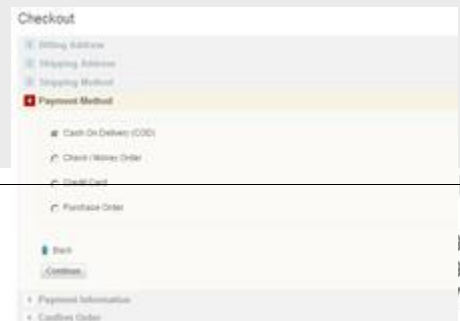 Checkout
Billing Address
Shipping Address
Shipping Method
4 Payment Method
Cash On Delivery (COD)
Check / Money Order
Credit Card
Purchase Order
Back
Continue
Payment Information
Confirm Order